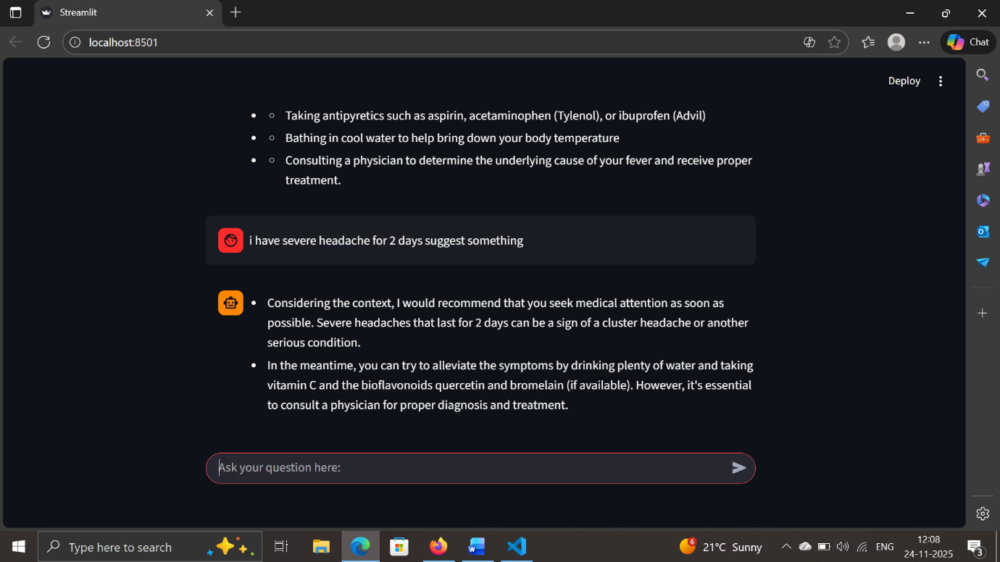 Streamlit
localhost:8501
Chat
Deploy
Taking antipyretics such as aspirin, acetaminophen (Tylenol), or ibuprofen (Advil)
Bathing in cool water to help bring down your body temperature
Consulting a physician to determine the underlying cause of your fever and receive proper
treatment.
i have severe headache for 2 days suggest something
Considering the context, I would recommend that you seek medical attention as soon as
possible. Severe headaches that last for 2 days can be a sign of a cluster headache or another
serious condition.
In the meantime, you can try to alleviate the symptoms by drinking plenty of water and taking
vitamin C and the bioflavonoids quercetin and bromelain (if available). However, it's essential
to consult a physician for proper diagnosis and treatment.
Ask your question here:
Type here to search
6
21°C Sunny
ENG
12:08
24-11-2025
3